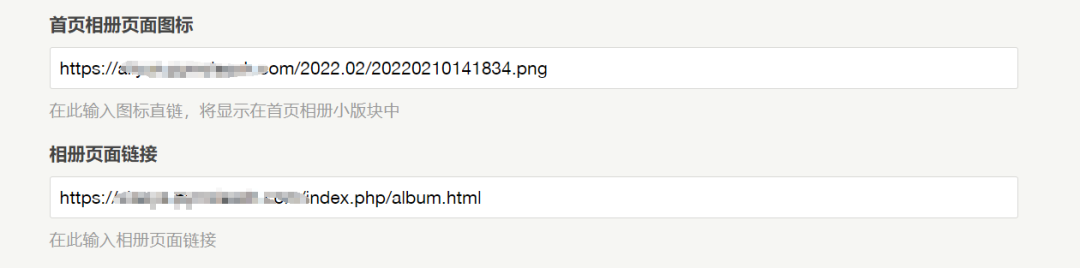 首页相册页面图标
https:// .com/2022.02/20220210141834.png
在此输入图标直链，将显示在首页相册小版块中
相册页面链接
https:// /index.php/album.html
在此输入相册页面链接